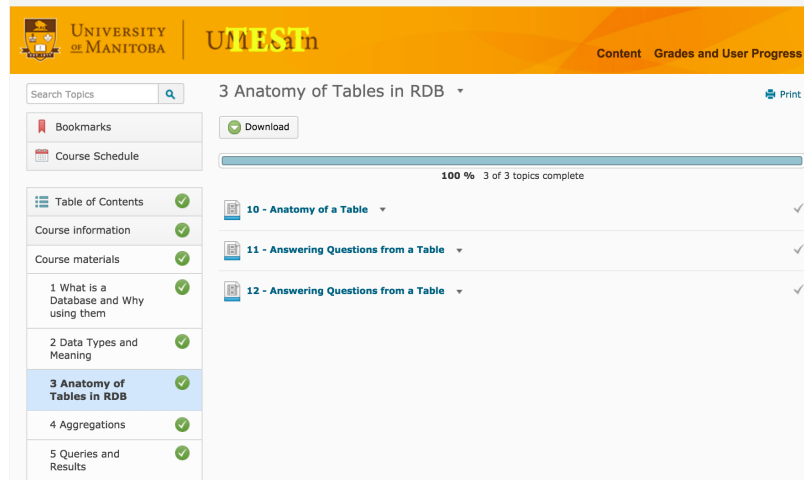 UNIVERSITY
OF MANITOBA
UM Learn
TEST
Content Grades and User Progress
Search Topics
Bookmarks
Course Schedule
Table of Contents
Course information
Course materials
1 What is a
Database and Why
using them
2 Data Types and
Meaning
3 Anatomy of
Tables in RDB
4 Aggregations
5 Queries and
Results
3 Anatomy of Tables in RDB
Print
Download
100 % 3 of 3 topics complete
10 - Anatomy of a Table
11 - Answering Questions from a Table
12 - Answering Questions from a Table